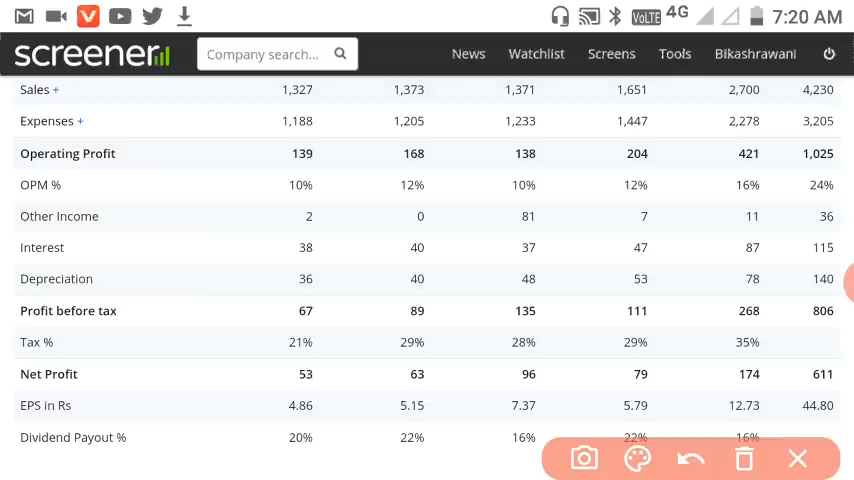 VoLTE 4G 7:20 AM
screener Company search... News Watchlist Screens Tools Bikashrawani
Sales + 1,327 1,373 1,371 1,651 2,700 4,230
Expenses + 1,188 1,205 1,233 1,447 2,278 3,205
Operating Profit 139 168 138 204 421 1,025
OPM % 10% 12% 10% 12% 16% 24%
Other Income 2 0 81 7 11 36
Interest 38 40 37 47 87 115
Depreciation 36 40 48 53 78 140
Profit before tax 67 89 135 111 268 806
Tax % 21% 29% 28% 29% 35%
Net Profit 53 63 96 79 174 611
EPS in Rs 4.86 5.15 7.37 5.79 12.73 44.80
Dividend Payout % 20% 22% 16% 22% 16%